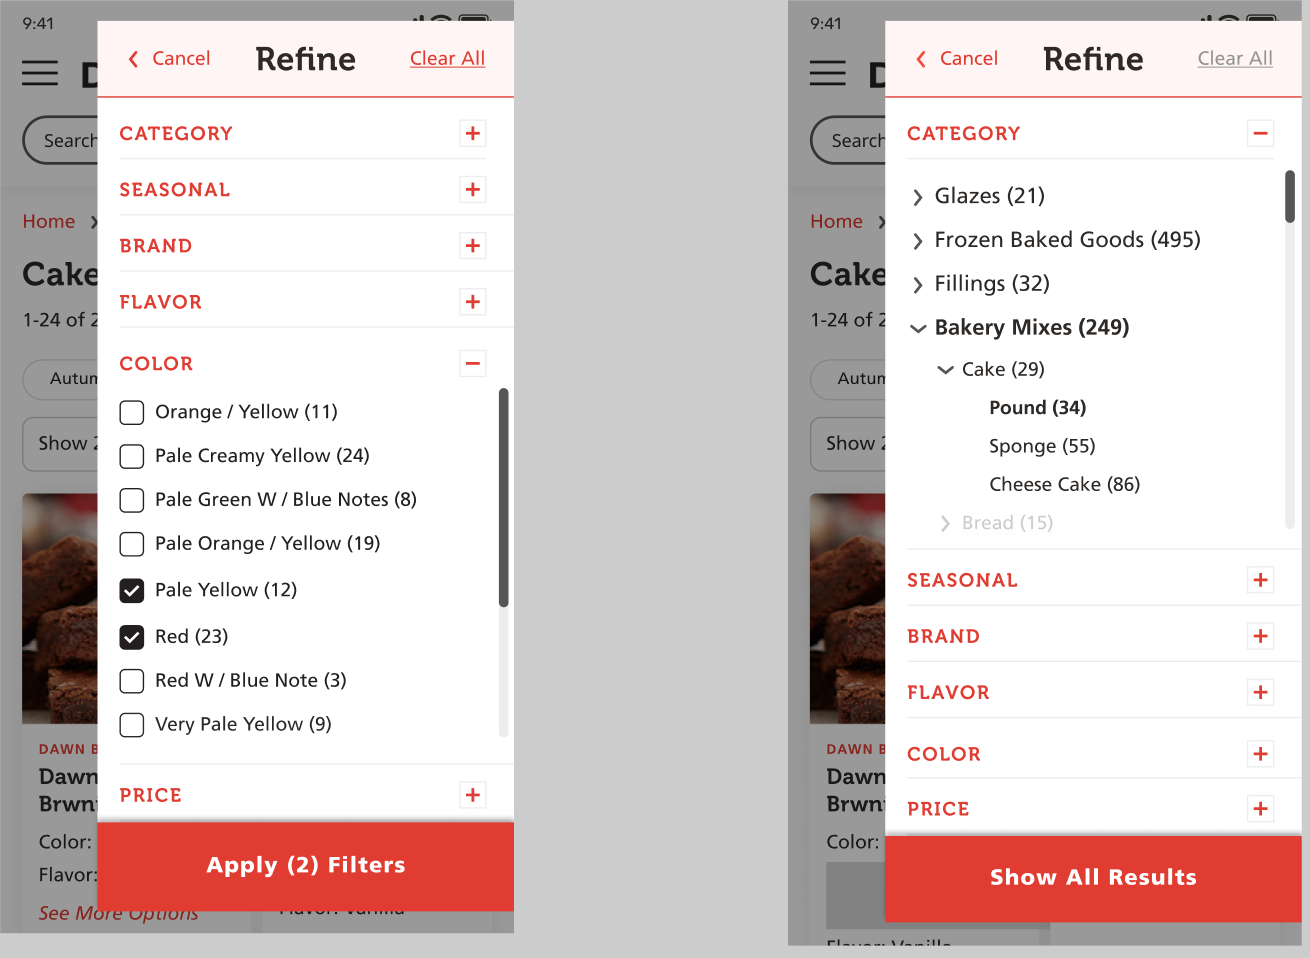 9:41
Cancel
Refine
Clear All
D
Search
CATEGORY
SEASONAL
Home
BRAND
Cake
FLAVOR
1-24 of 2
COLOR
Autum
Orange / Yellow (11)
Show 2
Pale Creamy Yellow (24)
Pale Green W / Blue Notes (8)
Pale Orange / Yellow (19)
Pale Yellow (12)
Red (23)
Red W / Blue Note (3)
Very Pale Yellow (9)
DAWN B
Dawn
PRICE
Brwn
Color:
Apply (2) Filters
Flavor:
See More Options
Flavor: Vanilla
9:41
Cancel
Refine
Clear All
D
Search
CATEGORY
Glazes (21)
Home
Frozen Baked Goods (495)
Cake
Fillings (32)
1-24 of 2
Bakery Mixes (249)
Autum
Cake (29)
Pound (34)
Show 2
Sponge (55)
Cheese Cake (86)
Bread (15)
SEASONAL
BRAND
FLAVOR
DAWN B
COLOR
Dawn
Brwn
PRICE
Color:
Show All Results
Flavor: Vanilla